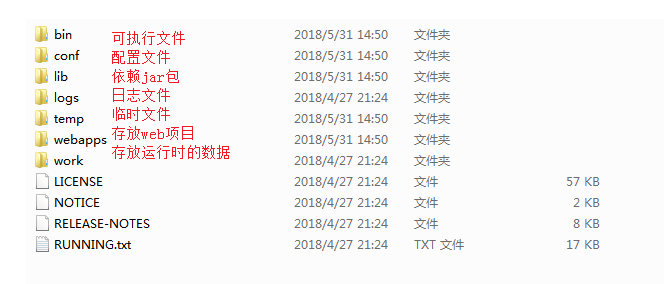 bin 可执行文件 2018/5/31 14:50 文件夹
conf 配置文件 2018/5/31 14:50 文件夹
lib 依赖jar包 2018/5/31 14:50 文件夹
logs 日志文件 2018/4/27 21:24 文件夹
temp 临时文件 2018/5/31 14:50 文件夹
webapps 存放web项目 2018/5/31 14:50 文件夹
work 存放运行时的数据 2018/4/27 21:24 文件夹
LICENSE 2018/4/27 21:24 文件 57 KB
NOTICE 2018/4/27 21:24 文件 2 KB
RELEASE-NOTES 2018/4/27 21:24 文件 8 KB
RUNNING.txt 2018/4/27 21:24 TXT 文件 17 KB